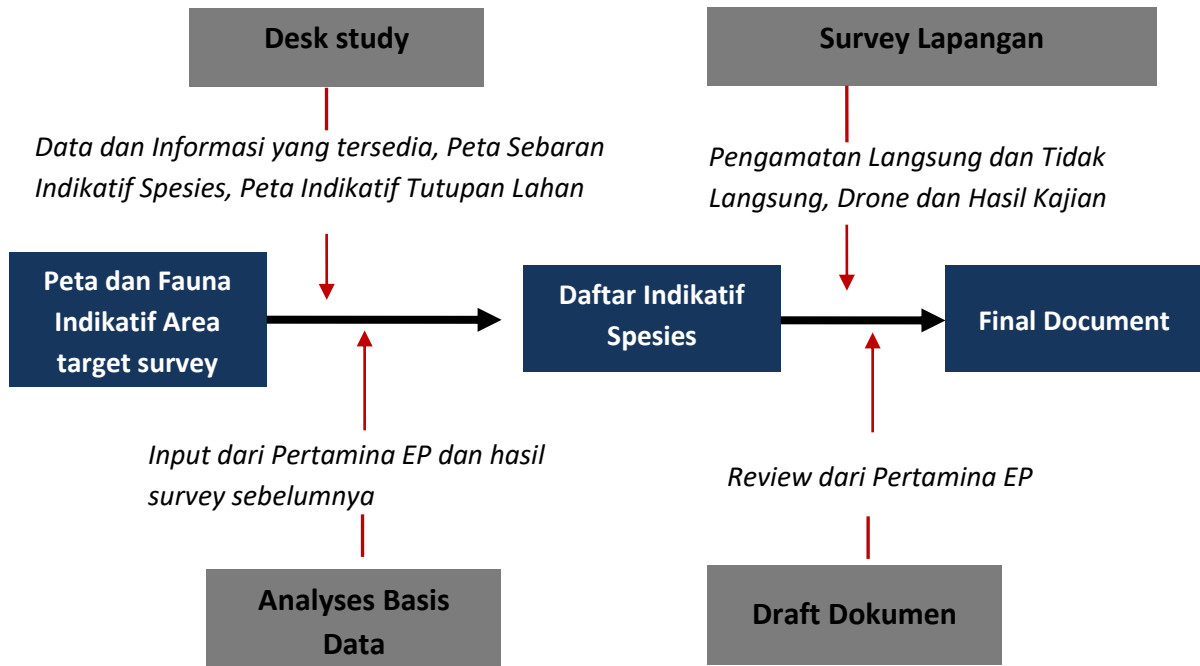 Desk study
Survey Lapangan
Data dan Informasi yang tersedia, Peta Sebaran
Indikatif Spesies, Peta Indikatif Tutupan Lahan
Pengamatan Langsung dan Tidak
Langsung, Drone dan Hasil Kajian
Peta dan Fauna
Indikatif Area
target survey
Daftar Indikatif
Spesies
Final Document
Input dari Pertamina EP dan hasil
survey sebelumnya
Review dari Pertamina EP
Analyses Basis
Data
Draft Dokumen